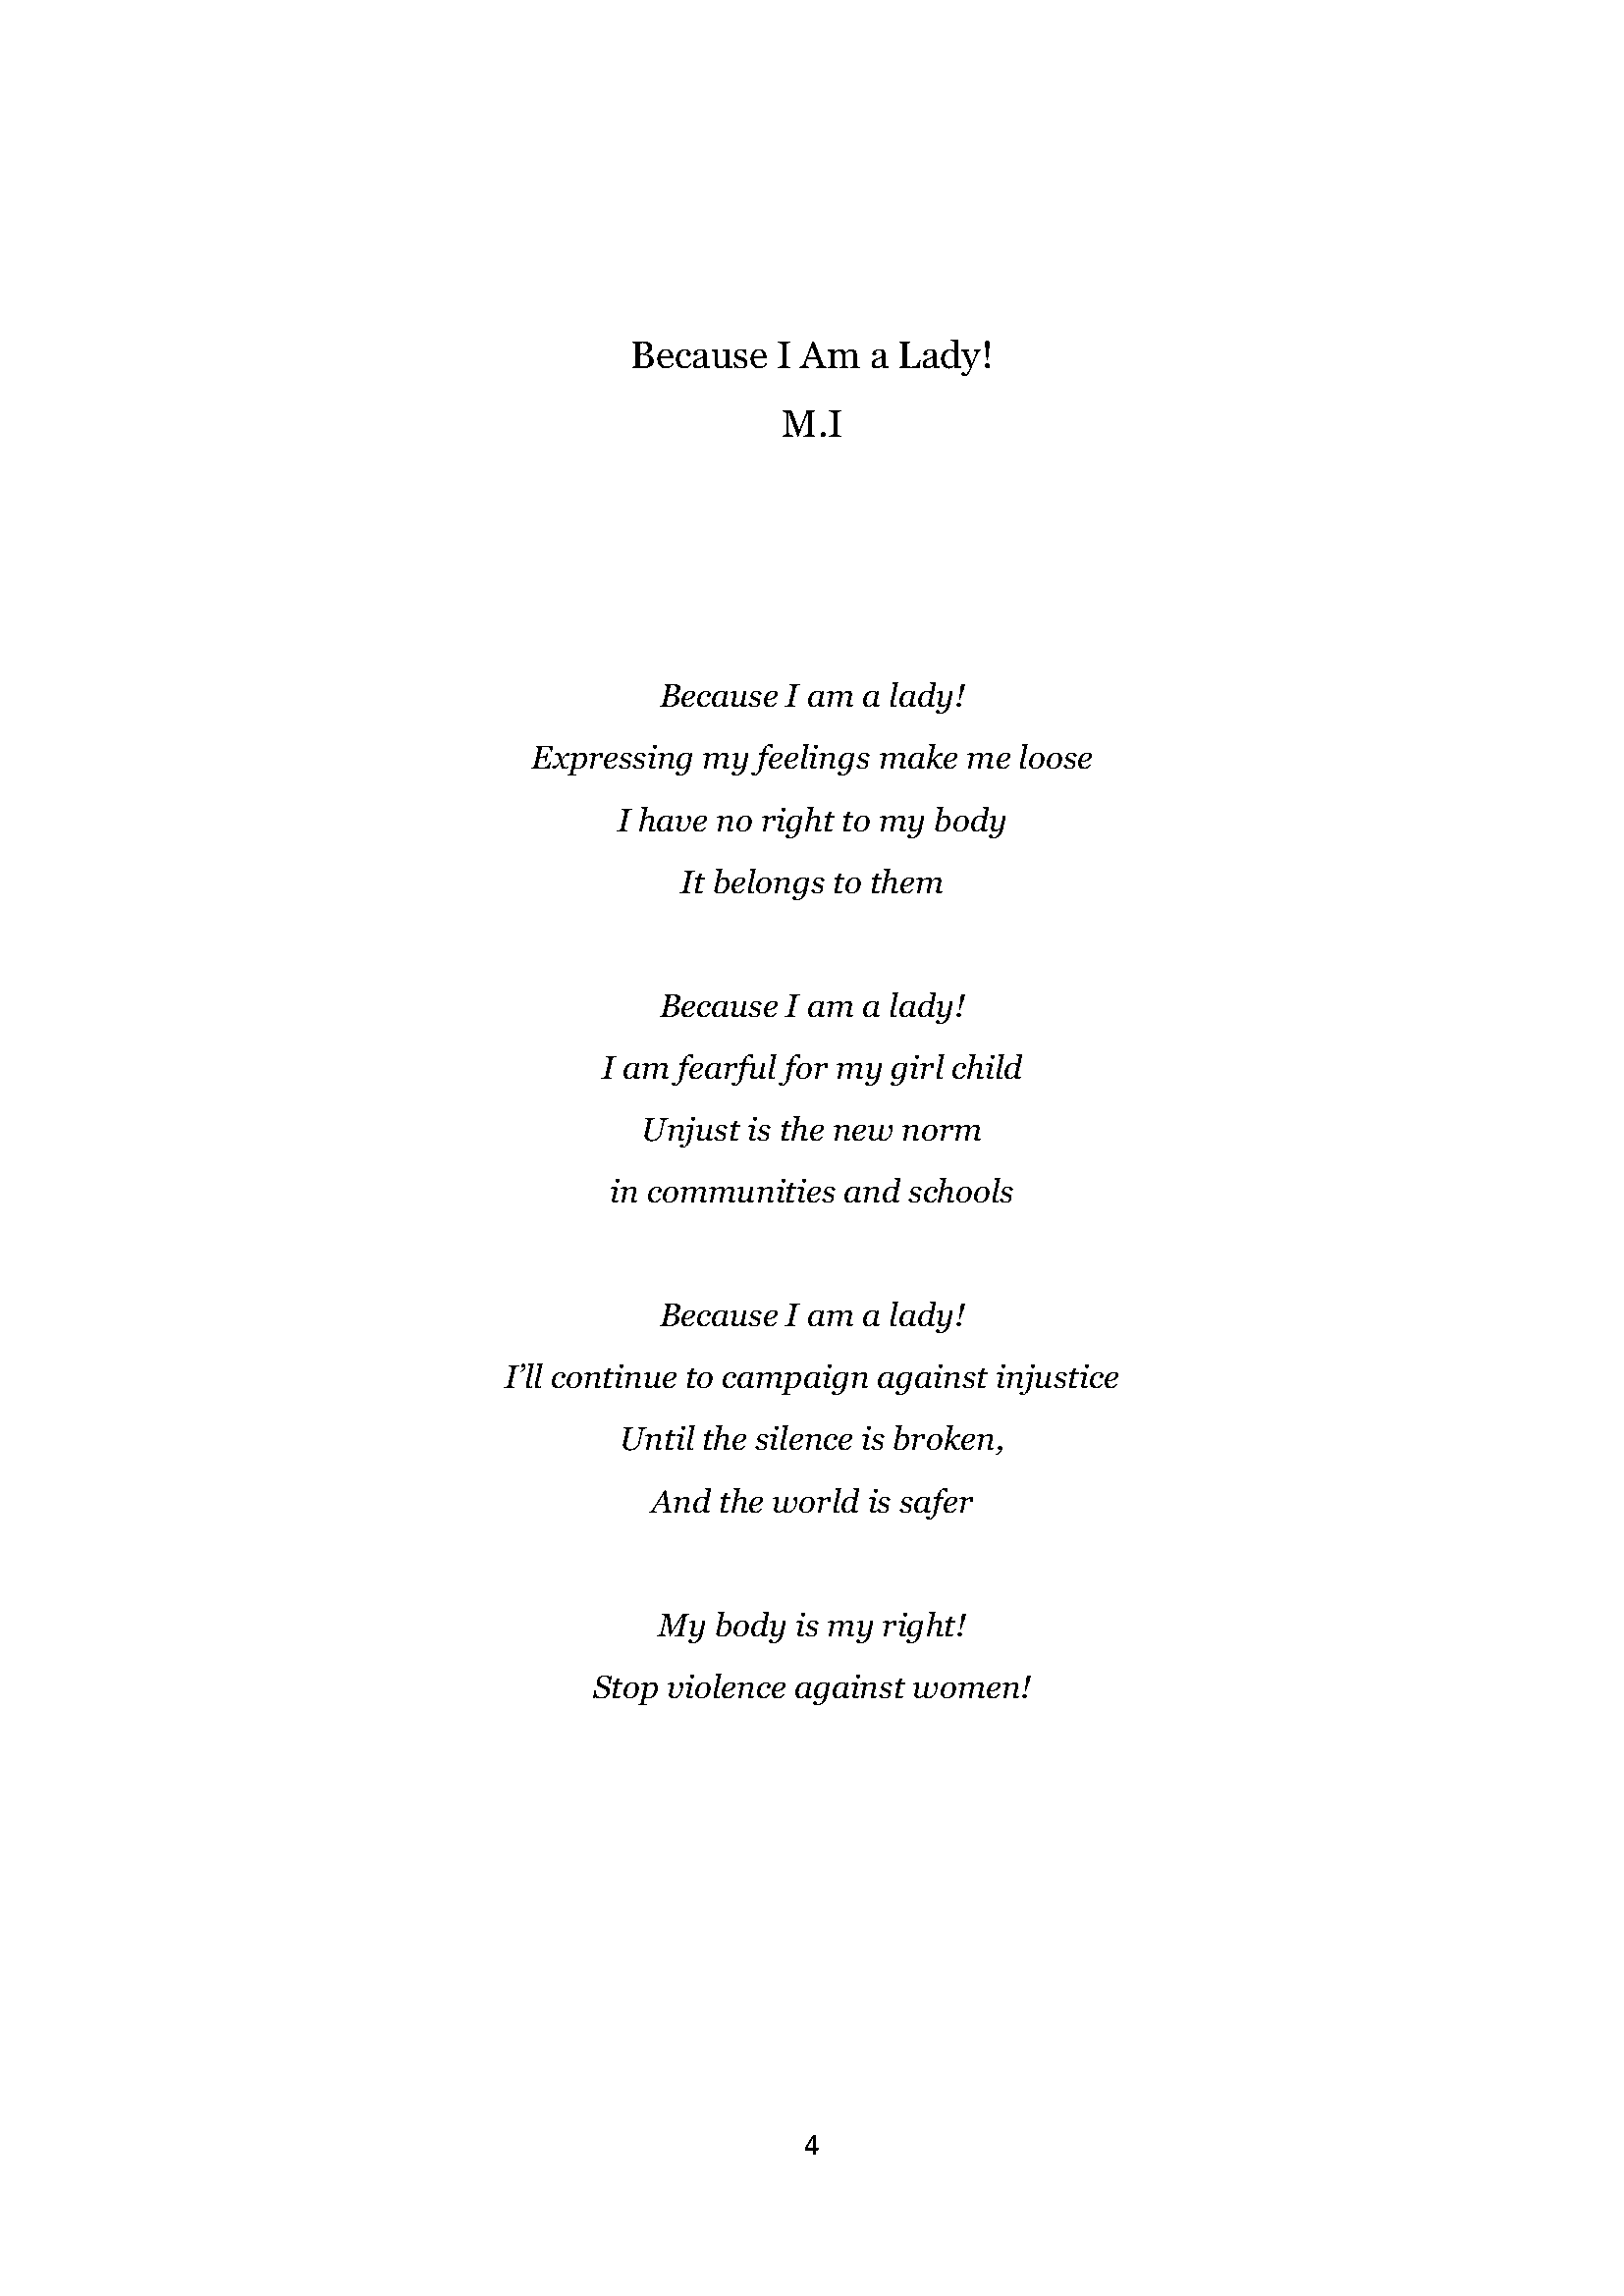 Because I Am a Lady!
M.I
Because I am a lady!
Expressing my feelings make me loose
I have no right to my body
It belongs to them
Because I am a lady!
I am fearful for my girl child
Unjust is the new norm
in communities and schools
Because I am a lady!
I’ll continue to campaign against injustice
Until the silence is broken,
And the world is safer
My body is my right!
Stop violence against women!
4